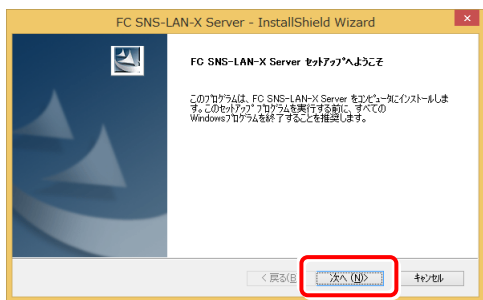 FC SNS-LAN-X Server - InstallShield Wizard
FC SNS-LAN-X Server ｾｯﾄｱｯﾌﾟへようこそ
このﾌﾟﾛｸﾞﾗﾑは、FC SNS-LAN-X Server をｺﾝﾋﾟｭｰﾀにｲﾝｽﾄｰﾙしま
す。このｾｯﾄｱｯﾌﾟ ﾌﾟﾛｸﾞﾗﾑを実行する前に、すべての
Windowsﾌﾟﾛｸﾞﾗﾑを終了することを推奨します。
< 戻る(B 次へ(N)> ｷｬﾝｾﾙ